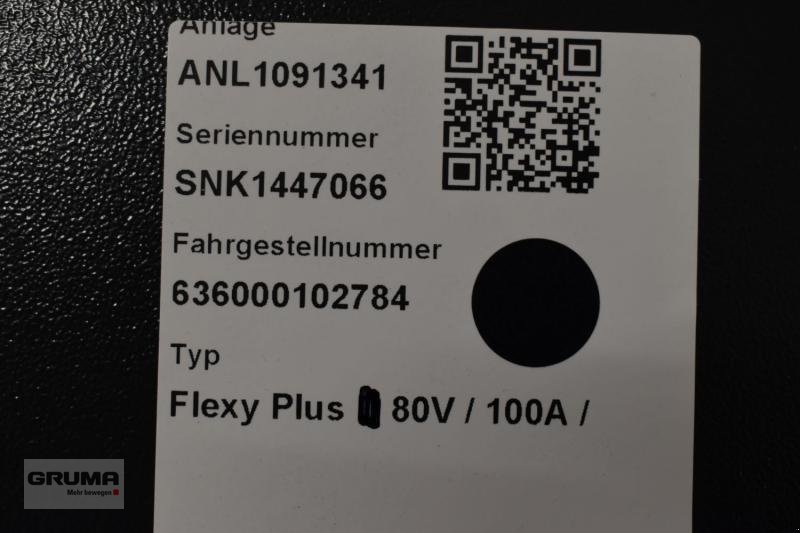 Anlage
ANL1091341
Seriennummer
SNK1447066
Fahrgestellnummer
636000102784
Typ
Flexy Plus 80V / 100A /
GRUMA
Mehr bewegen